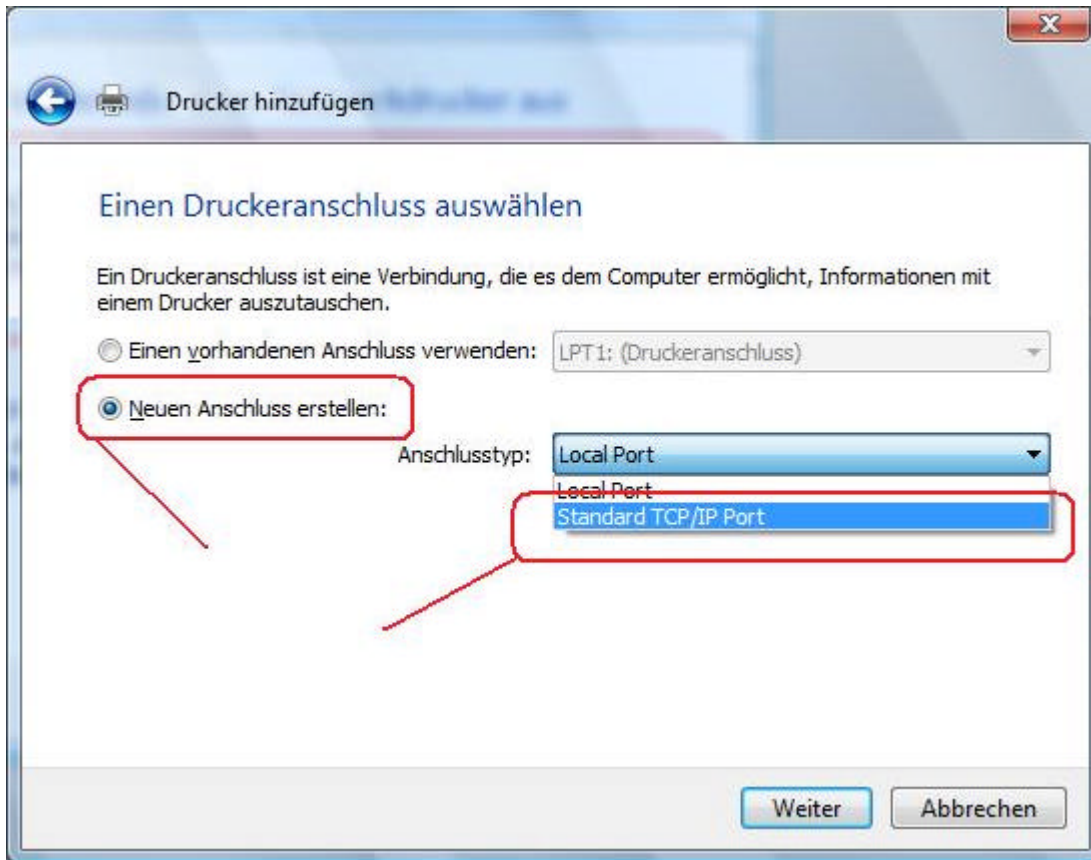 Drucker hinzufügen
Einen Druckeranschluss auswählen
Ein Druckeranschluss ist eine Verbindung, die es dem Computer ermöglicht, Informationen mit
einem Drucker auszutauschen.
Einen vorhandenen Anschluss verwenden: LPT1: (Druckeranschluss)
Neuen Anschluss erstellen:
Anschlusstyp: Local Port
Local Port
Standard TCP/IP Port
Weiter Abbrechen